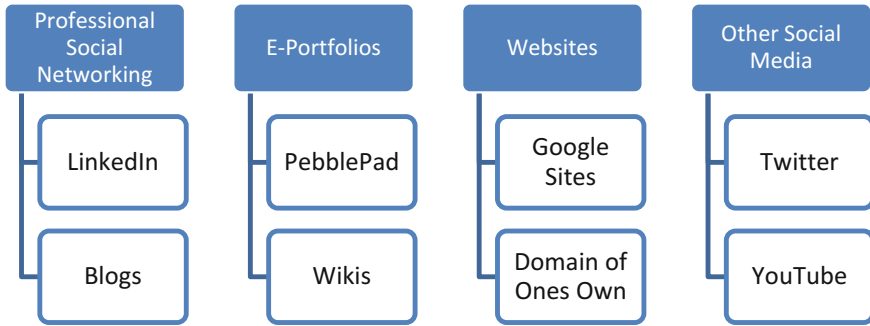 Professional
Social
Networking
LinkedIn
Blogs
E-Portfolios
PebblePad
Wikis
Websites
Google
Sites
Domain of
Ones Own
Other Social
Media
Twitter
YouTube